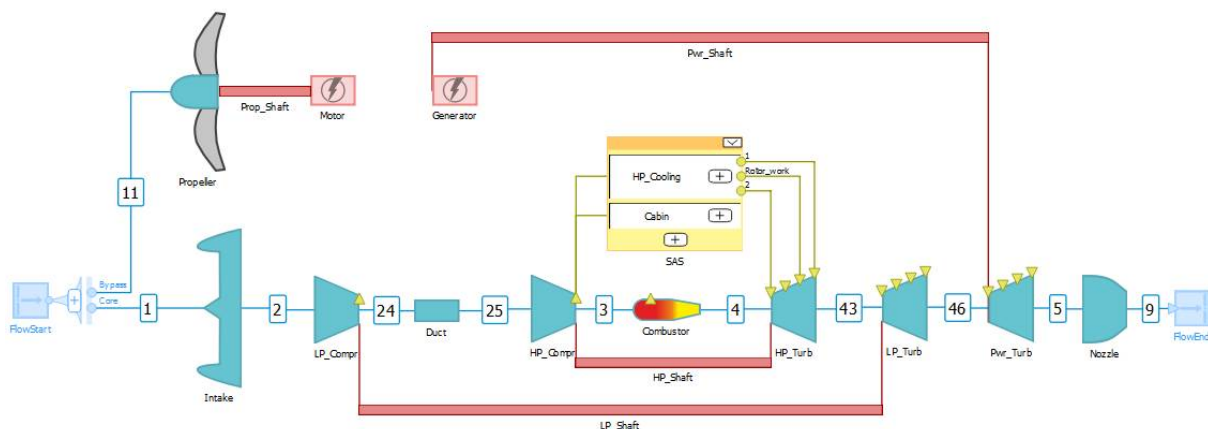 Pwr_Shaft
Prop_Shaft
Motor
Generator
Propeller
1
HP_Cooling
Rotor_work
2
Cabin
SAS
11
Bypass
Core
FlowStart
1
2
24
25
3
4
43
46
5
9
LP_Compr
Duct
HP_Compr
Combustor
HP_Turb
LP_Turb
Pwr_Turb
Nozzle
FlowEnd
Intake
HP_Shaft
LP_Shaft